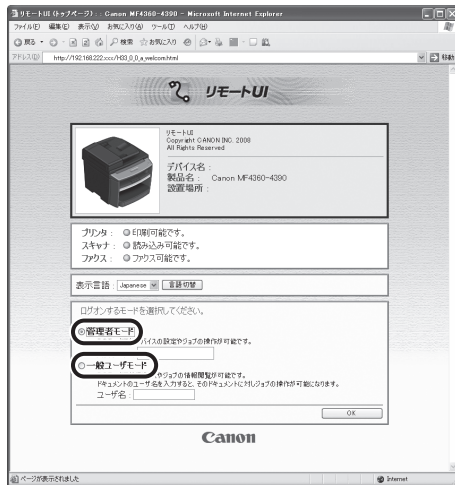 リモートUI (トップページ) : : Canon MF4360-4390 - Microsoft Internet Explorer
ファイル(F) 編集(E) 表示(V) お気に入り(A) ツール(T) ヘルプ(H)
戻る 検索 お気に入り
アドレス(D) http://192.168.222.xxx/H33_0_0_a_welcom.html 移動
リモートUI
リモートUI
Copyright CANON INC. 2008
All Rights Reserved
デバイス名 :
製品名 : Canon MF4360-4390
設置場所 :
プリンタ : 印刷可能です。
スキャナ : 読み込み可能です。
ファクス : ファクス可能です。
表示言語 : Japanese 言語切替
ログオンするモードを選択してください。
管理者モード
バイスの設定やジョブの操作が可能です。
一般ユーザモード
やジョブの情報閲覧が可能です。
ドキュメントのユーザ名を入力すると、そのドキュメントに対しジョブの操作が可能になります。
ユーザ名 :
OK
Canon
ページが表示されました インターネット